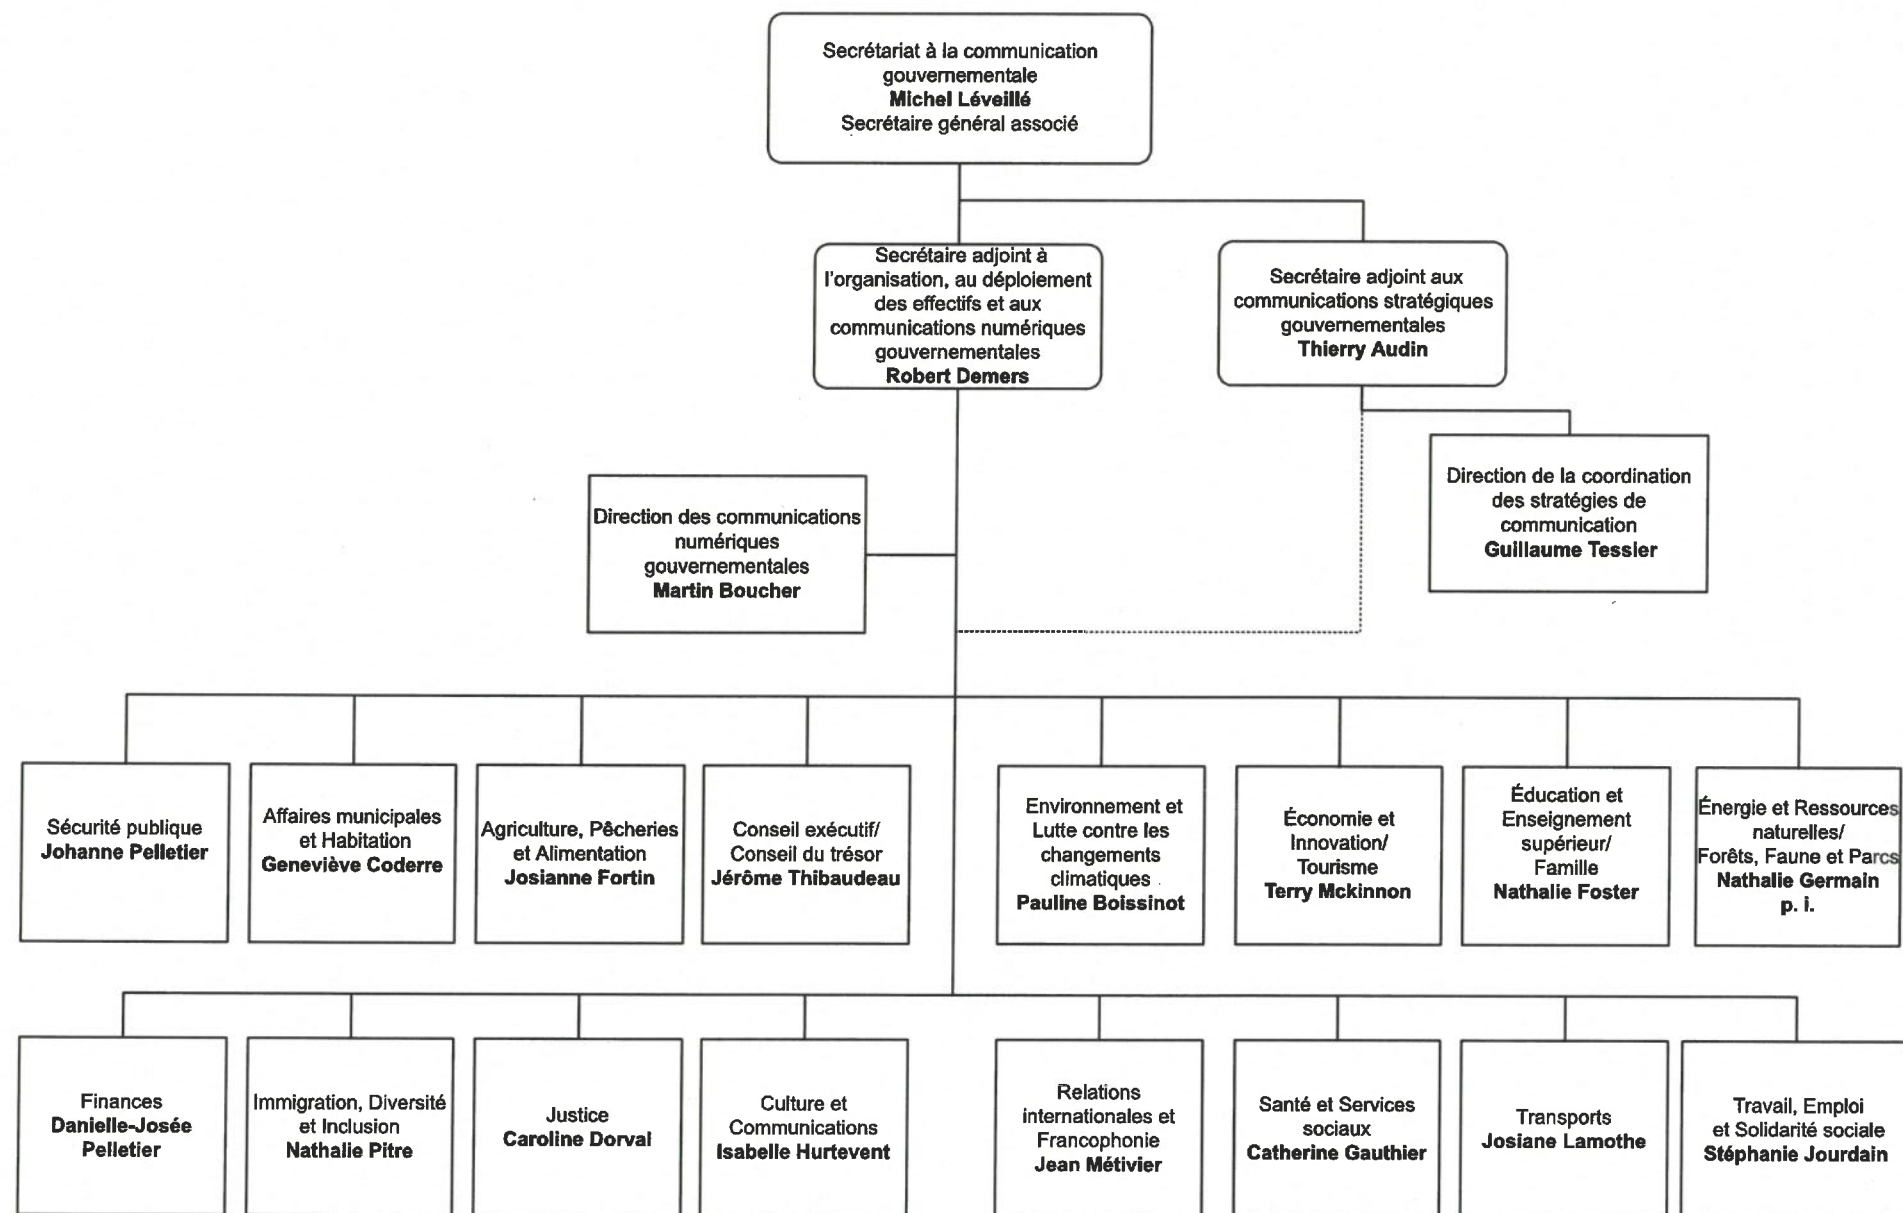 Secrétariat à la communication
gouvernementale
Michel Léveillé
Secrétaire général associé
Secrétaire adjoint à
l'organisation, au déploiement
des effectifs et aux
communications numériques
gouvernementales
Robert Demers
Secrétaire adjoint aux
communications stratégiques
gouvernementales
Thierry Audin
Direction de la coordination
des stratégies de
communication
Guillaume Tessier
Direction des communications
numériques
gouvernementales
Martin Boucher
Sécurité publique
Johanne Pelletier
Affaires municipales
et Habitation
Geneviève Coderre
Agriculture, Pêcheries
et Alimentation
Josianne Fortin
Conseil exécutif/
Conseil du trésor
Jérôme Thibaudeau
Environnement et
Lutte contre les
changements
climatiques
Pauline Boissinot
Économie et
Innovation/
Tourisme
Terry Mckinnon
Éducation et
Enseignement
supérieur/
Famille
Nathalie Foster
Énergie et Ressources
naturelles/
Forêts, Faune et Parcs
Nathalie Germain
p. i.
Finances
Danielle-Josée
Pelletier
Immigration, Diversité
et Inclusion
Nathalie Pitre
Justice
Caroline Dorval
Culture et
Communications
Isabelle Hurtevent
Relations
internationales et
Francophonie
Jean Métivier
Santé et Services
sociaux
Catherine Gauthier
Transports
Josiane Lamothe
Travail, Emploi
et Solidarité sociale
Stéphanie Jourdain